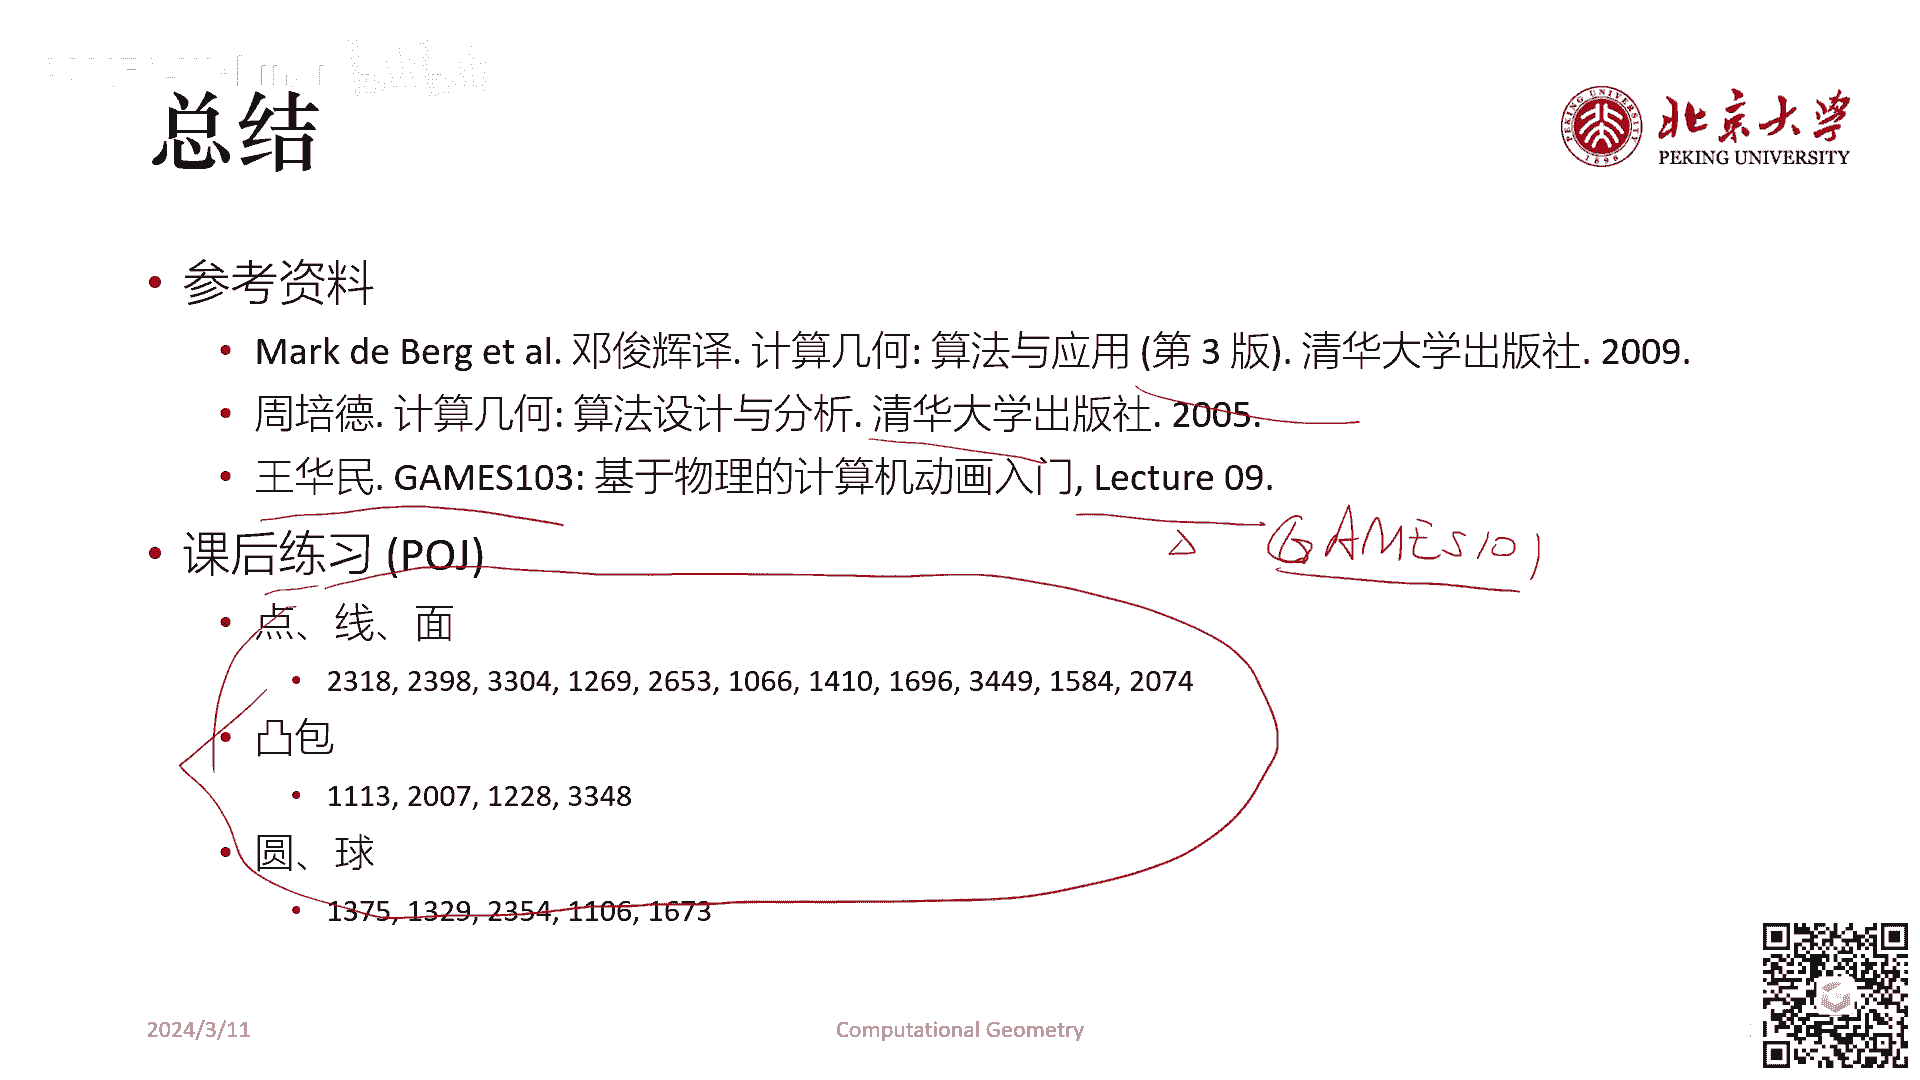 总结
北京大学
PEKING UNIVERSITY
PEKING UNIVERSITY
1898
• 参考资料
• Mark de Berg et al. 邓俊辉译. 计算几何: 算法与应用 (第 3 版). 清华大学出版社. 2009.
• 周培德. 计算几何: 算法设计与分析. 清华大学出版社. 2005.
• 王华民. GAMES103: 基于物理的计算机动画入门, Lecture 09.
GAMES101
• 课后练习 (POJ)
• 点、线、面
• 2318, 2398, 3304, 1269, 2653, 1066, 1410, 1696, 3449, 1584, 2074
• 凸包
• 1113, 2007, 1228, 3348
• 圆、球
• 1375, 1329, 2354, 1106, 1673
2024/3/11
Computational Geometry